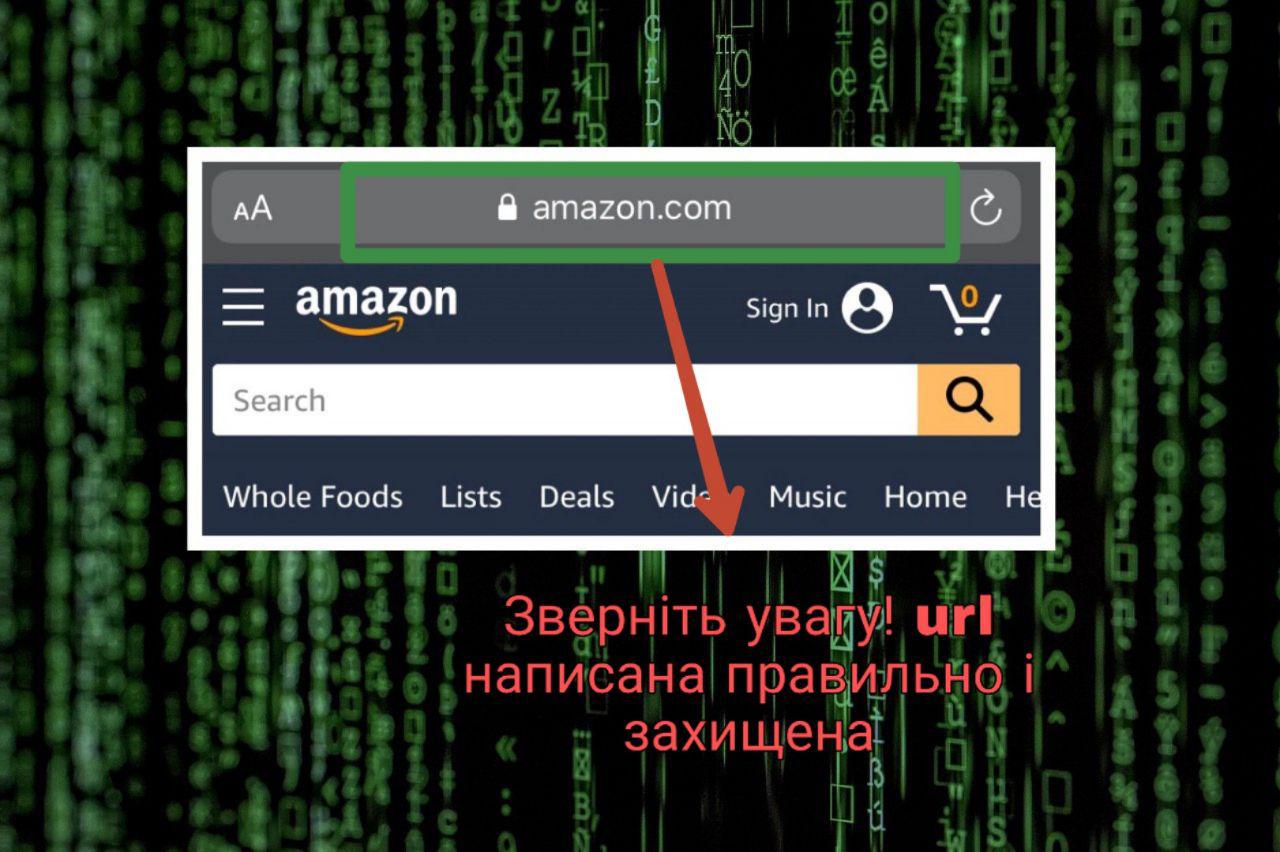 AA amazon.com
amazon Sign In 0
Search
Whole Foods Lists Deals Music Home He
Зверніть увагу! url
написана правильно і
захищена